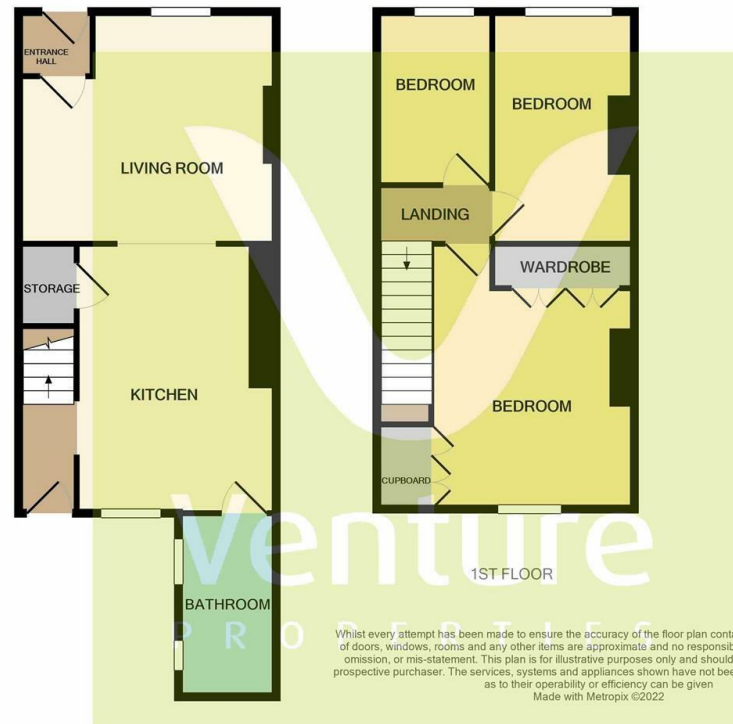 ENTRANCE
HALL
LIVING ROOM
STORAGE
KITCHEN
BATHROOM
BEDROOM
BEDROOM
LANDING
WARDROBE
BEDROOM
CUPBOARD
1ST FLOOR
Venture
PROPERTIES
Whilst every attempt has been made to ensure the accuracy of the floor plan
of doors, windows, rooms and any other items are approximate and no
omission, or mis-statement. This plan is for illustrative purposes only and should
prospective purchaser. The services, systems and appliances shown have not
as to their operability or efficiency can be given
Made with Metropix ©2022